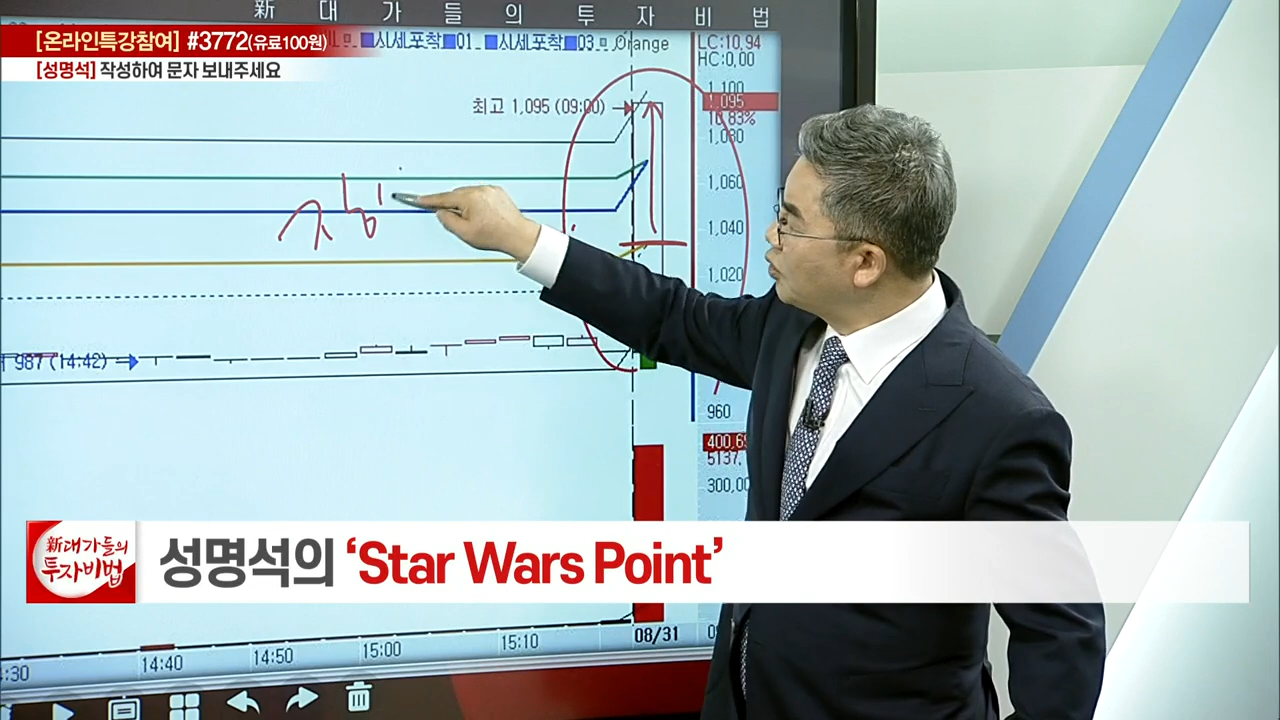 新 대 가 들 의 투 자 비 법
[온라인특강참여] #3772(유료100원)
[성명석] 작성하여 문자 보내주세요
시세포착 01_ 시세포착 03_ Orange
LC:10,94
HC:0,00
1,100
최고 1,095 (09:00)
1,095
10,83%
1,080
1,060
1,040
1,020
987 (14:42)
960
400,69
5137,
300,00
新대가들의
투자비법
성명석의 ‘Star Wars Point’
:30
14:40
14:50
15:00
15:10
08/31